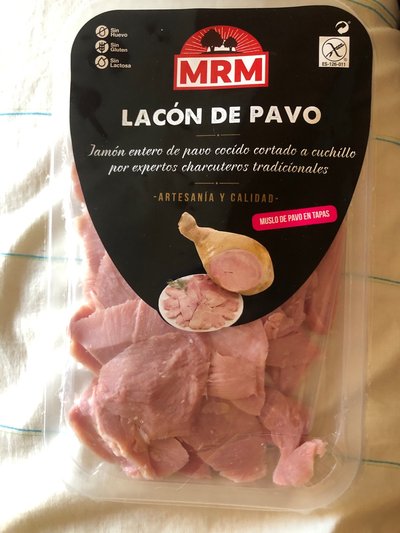 Sin
Huevo
Sin
Gluten
Sin
Lactosa
MRM
ES-126-011
LACÓN DE PAVO
Jamón entero de pavo cocido cortado a cuchillo
por expertos charcuteros tradicionales
-ARTESANÍA Y CALIDAD-
MUSLO DE PAVO EN TAPAS